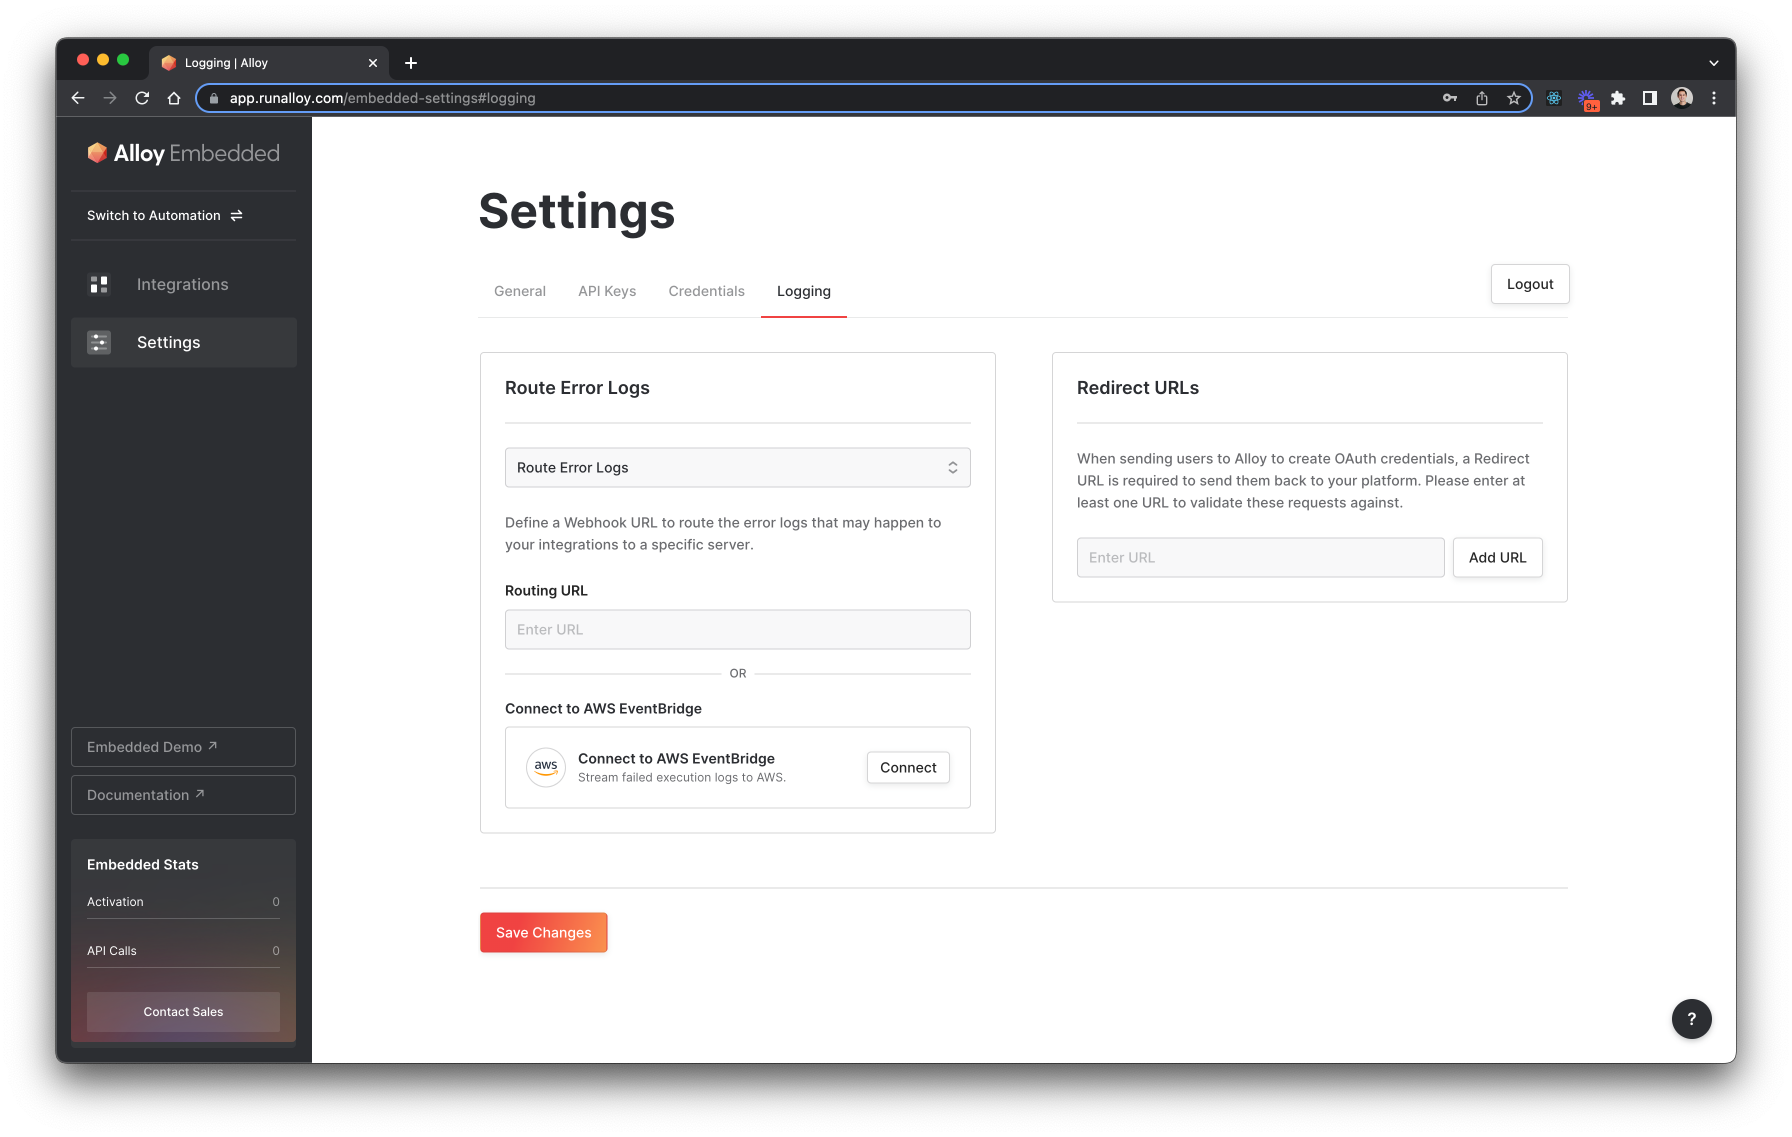 Logging | Alloy
app.runalloy.com/embedded-settings#logging
9+
Alloy Embedded
Switch to Automation
Integrations
Settings
Embedded Demo
Documentation
Embedded Stats
Activation 0
API Calls 0
Contact Sales
Settings
General API Keys Credentials Logging
Logout
Route Error Logs
Route Error Logs
Define a Webhook URL to route the error logs that may happen to
your integrations to a specific server.
Routing URL
Enter URL
OR
Connect to AWS EventBridge
aws
Connect to AWS EventBridge
Stream failed execution logs to AWS.
Connect
Redirect URLs
When sending users to Alloy to create OAuth credentials, a Redirect
URL is required to send them back to your platform. Please enter at
least one URL to validate these requests against.
Enter URL
Add URL
Save Changes
?